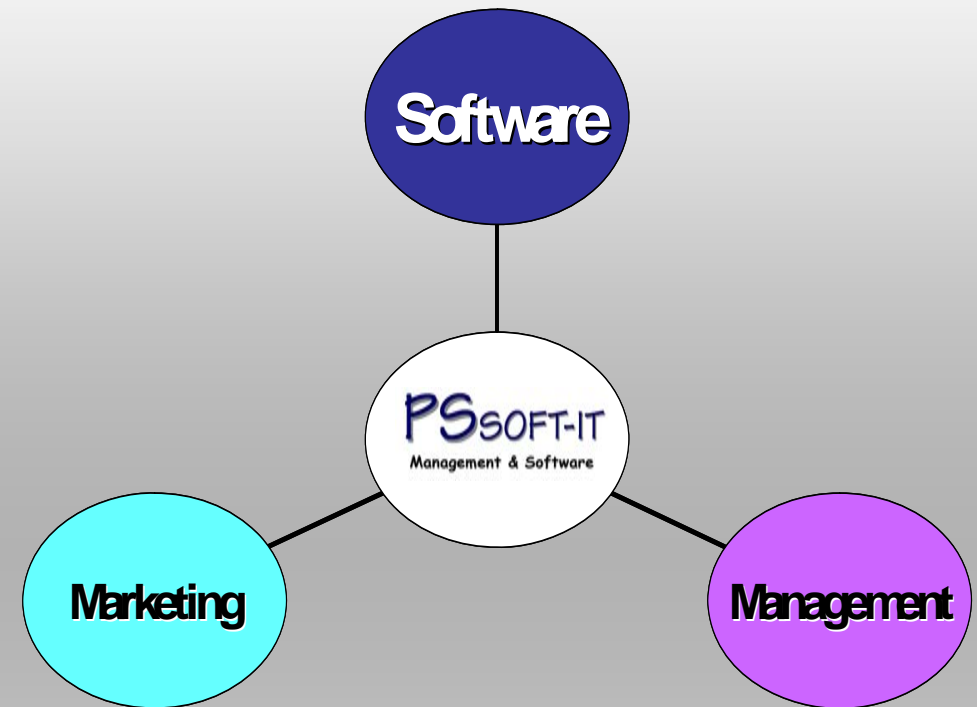 Software
PSSOFT-IT
Management & Software
Marketing
Management